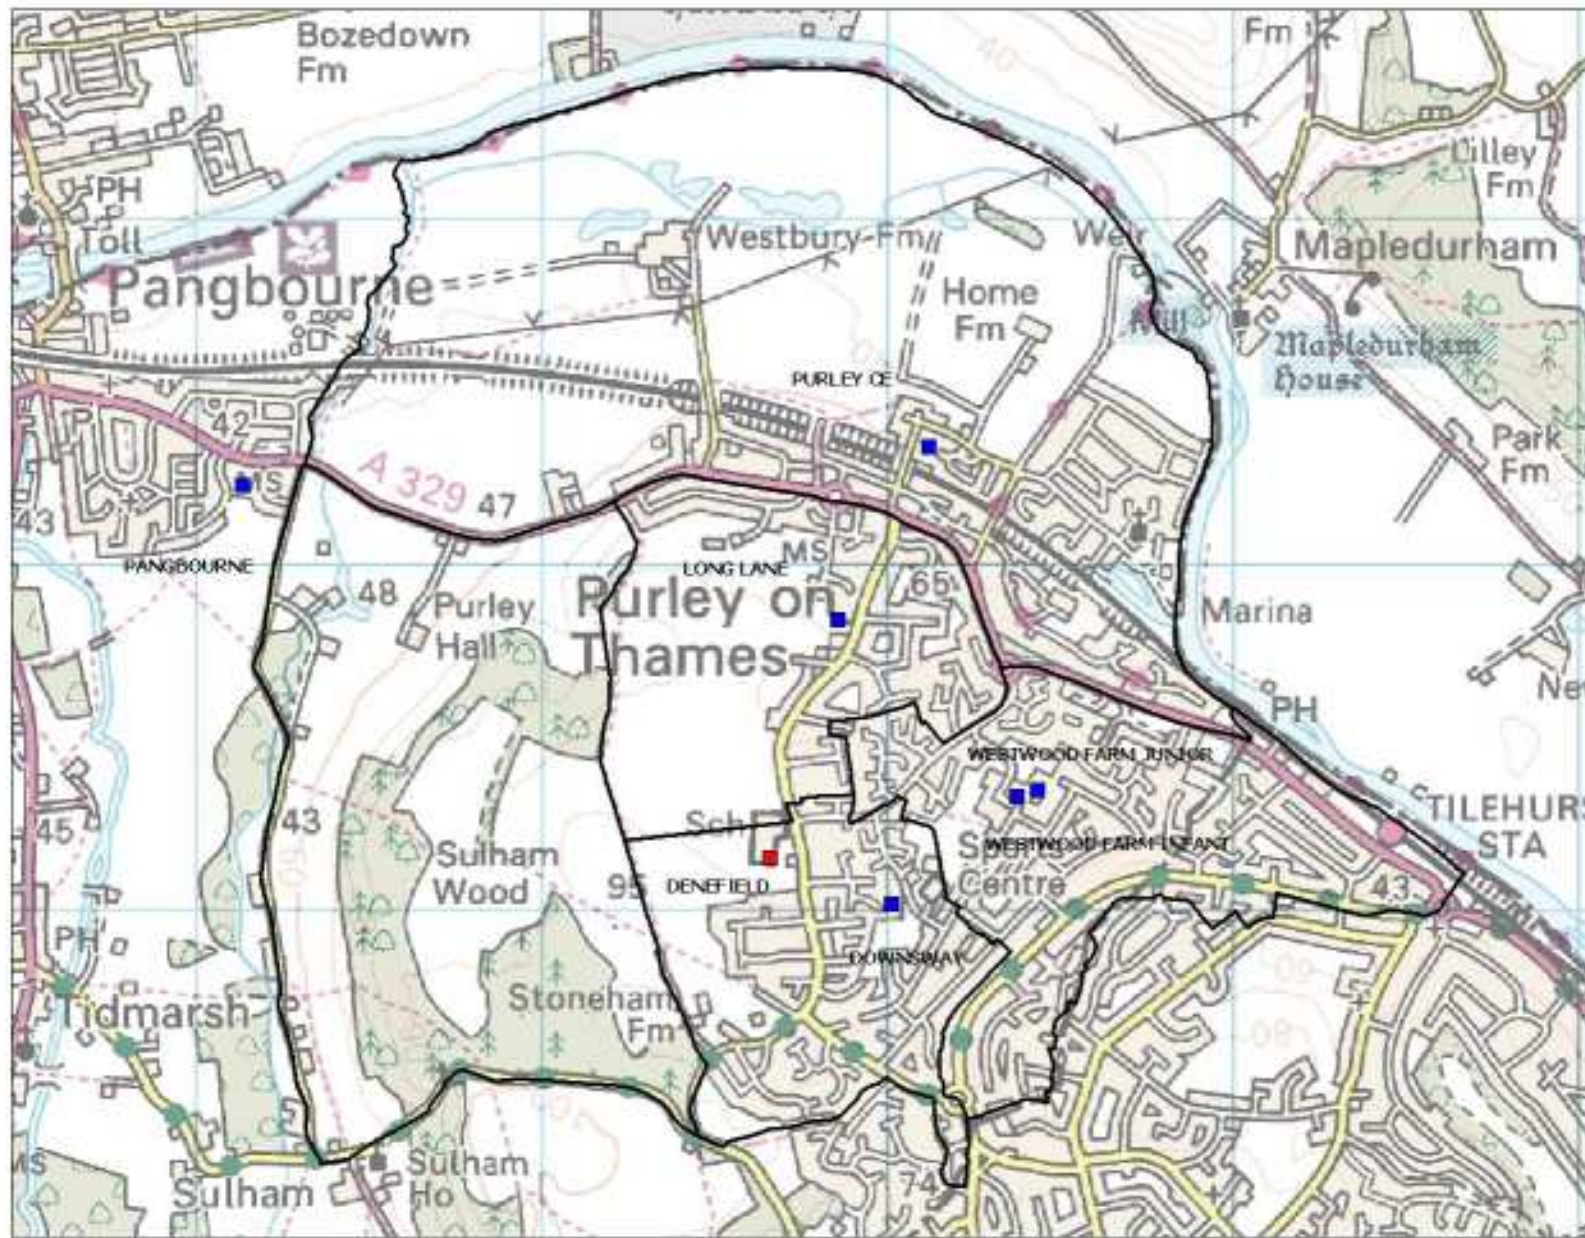 Bozedown
Fm
Fm
Lilley
Fm
PH
Toll
Pangbourne
Westbury Fm
Weir
Mapledurham
Home
Fm
Mill
Mapledurham
House
PURLEY CE
42
MS
A 329
47
Park
Fm
43
PANGBOURNE
LONG LANE
MS
65
48
Purley
Hall
Purley on
Thames
Marina
Ne
PH
WESTWOOD FARM JUNIOR
43
45
Sch
TILEHURS
STA
WESTWOOD FARM INFANT
Sports
Centre
Sulham
Wood
95
DENEFIELD
43
PH
DOWNSWAY
Stoneham
Fm
Tidmarsh
MS
Sulham
Sulham
Ho
74